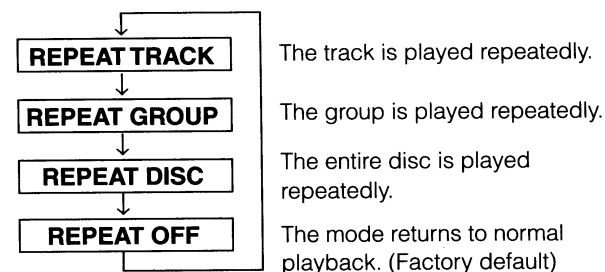 REPEAT TRACK The track is played repeatedly.
REPEAT GROUP The group is played repeatedly.
REPEAT DISC The entire disc is played
repeatedly.
REPEAT OFF The mode returns to normal
playback. (Factory default)